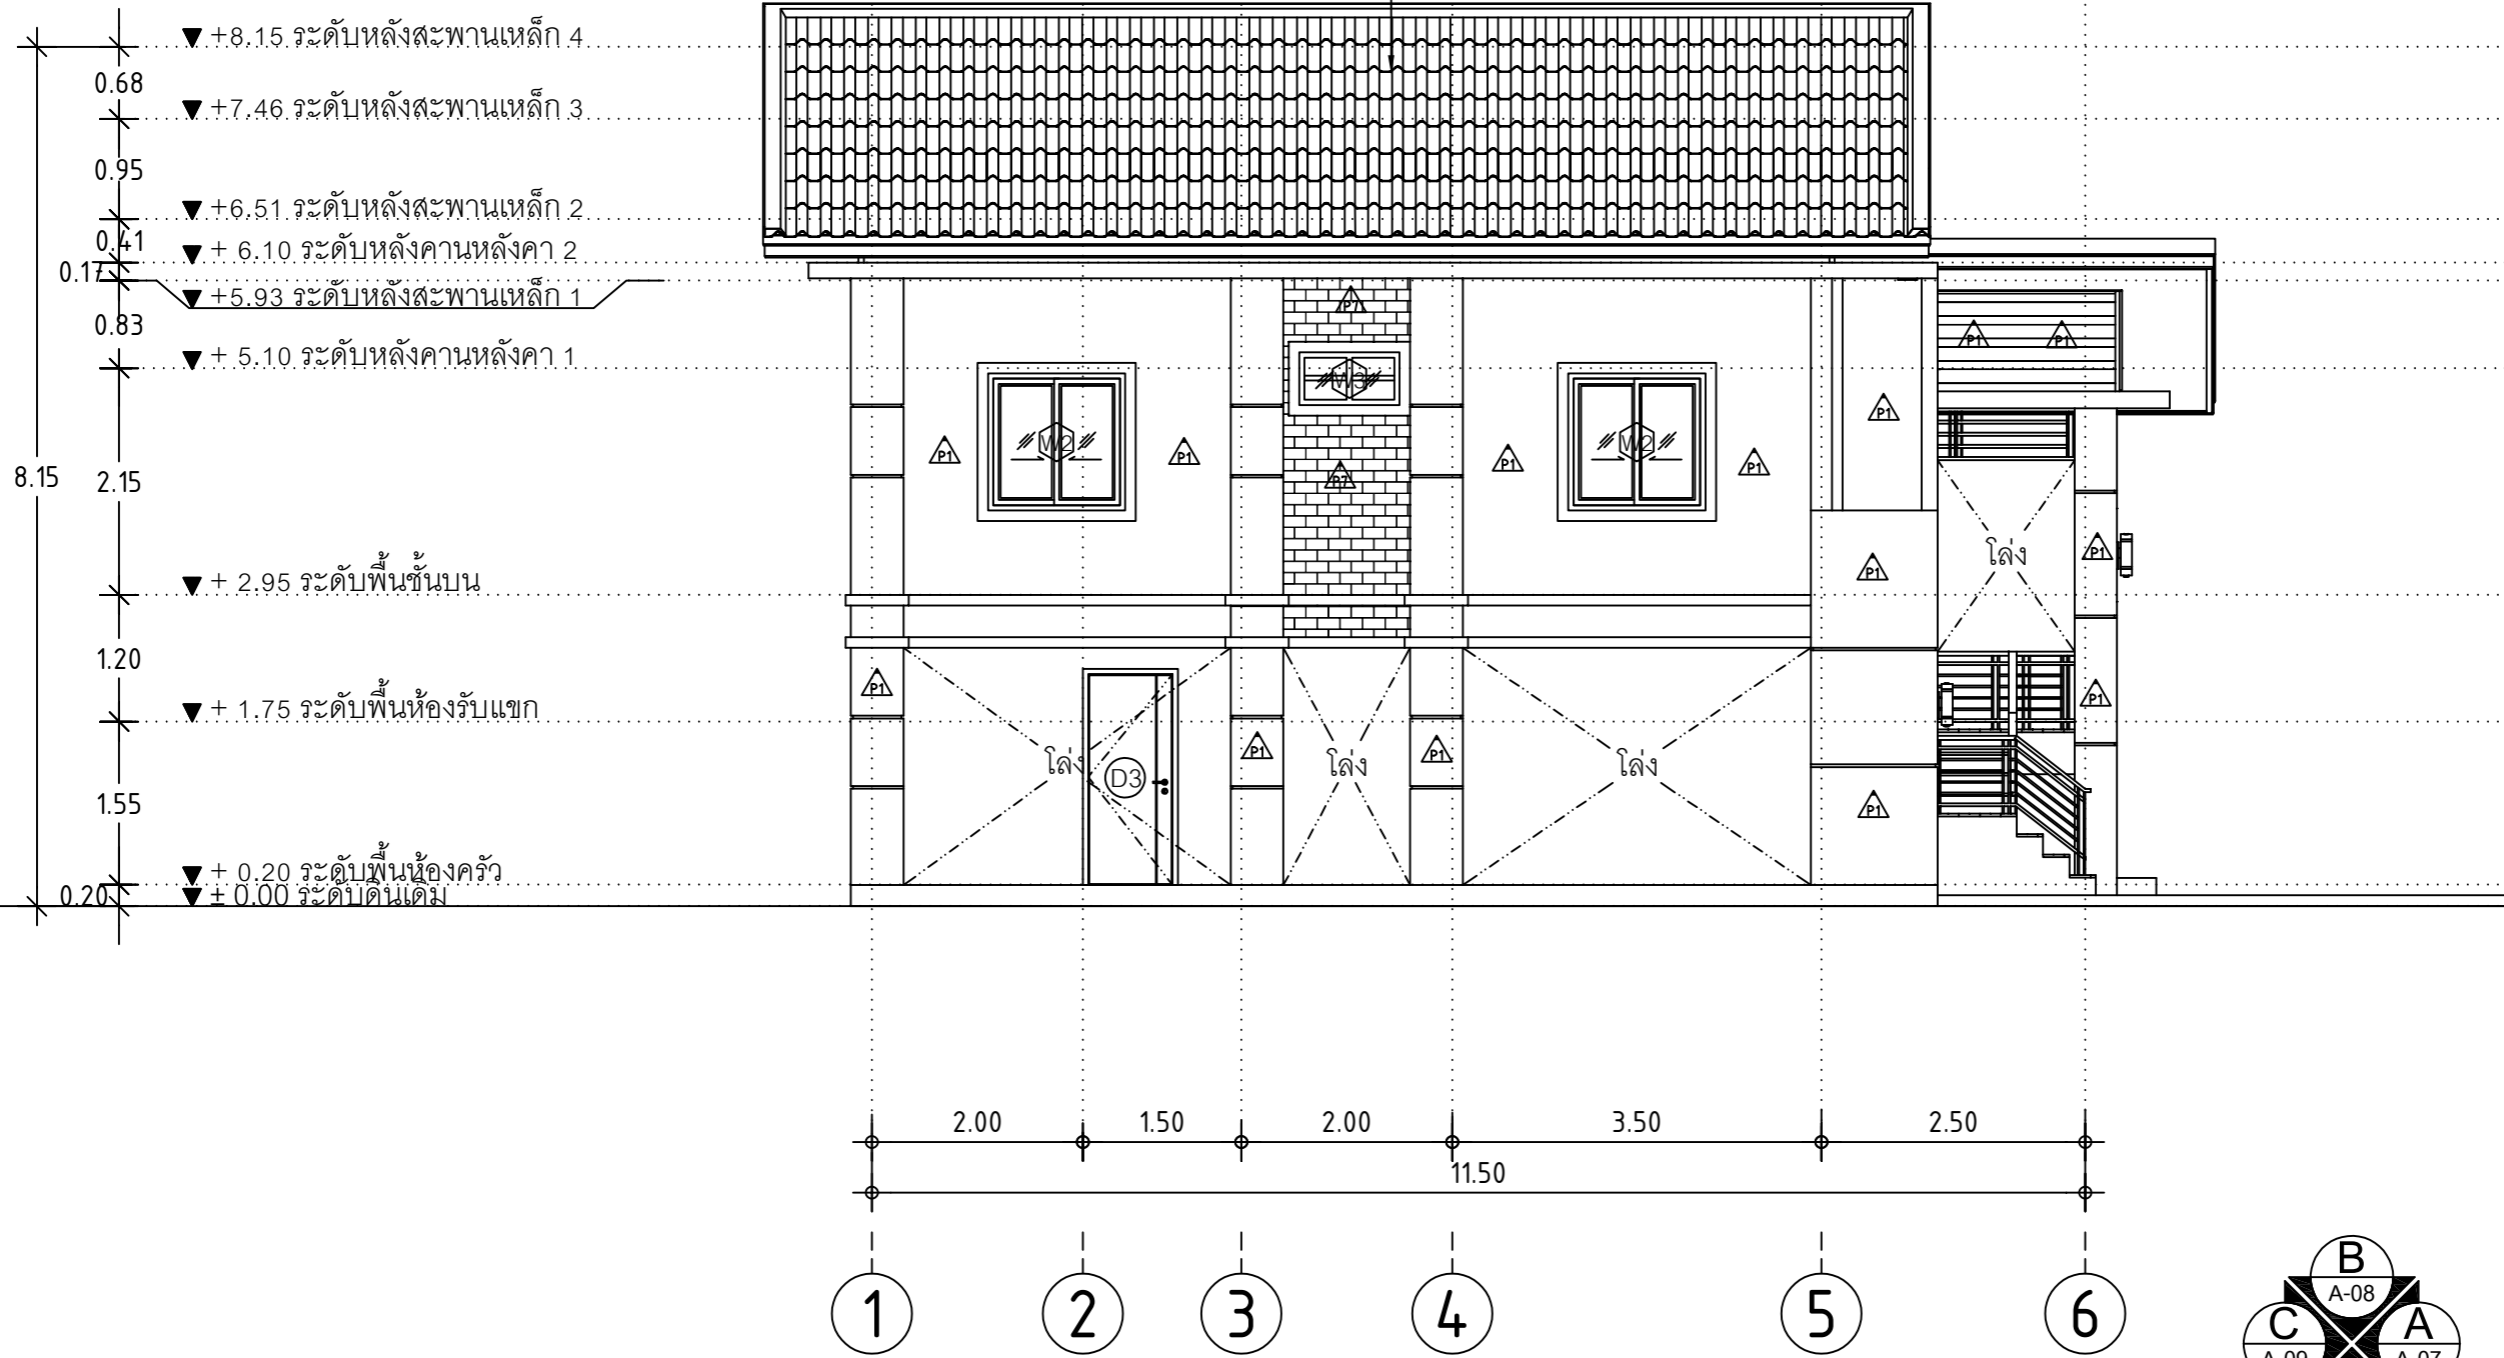 ▼ +8.15 ระดับหลังสะพานเหล็ก 4
0.68
▼ +7.46 ระดับหลังสะพานเหล็ก 3
0.95
▼ +6.51 ระดับหลังสะพานเหล็ก 2
0.41
▼ + 6.10 ระดับหลังคานหลังคา 2
0.17
▼ +5.93 ระดับหลังสะพานเหล็ก 1
0.83
▼ + 5.10 ระดับหลังคานหลังคา 1
8.15
2.15
▼ + 2.95 ระดับพื้นชั้นบน
1.20
▼ + 1.75 ระดับพื้นห้องรับแขก
1.55
▼ + 0.20 ระดับพื้นห้องครัว
0.20
▼ ± 0.00 ระดับดินเดิม
P7
P1 P1
W3
P1
W2 W2
P1 P1 P1 P1
P7
โล่ง
P1 P1
P1 P1
โล่ง โล่ง โล่ง
P1 P1
D3
P1
2.00 1.50 2.00 3.50 2.50
11.50
1 2 3 4 5 6
B
A-08
C A
A-09 A-07